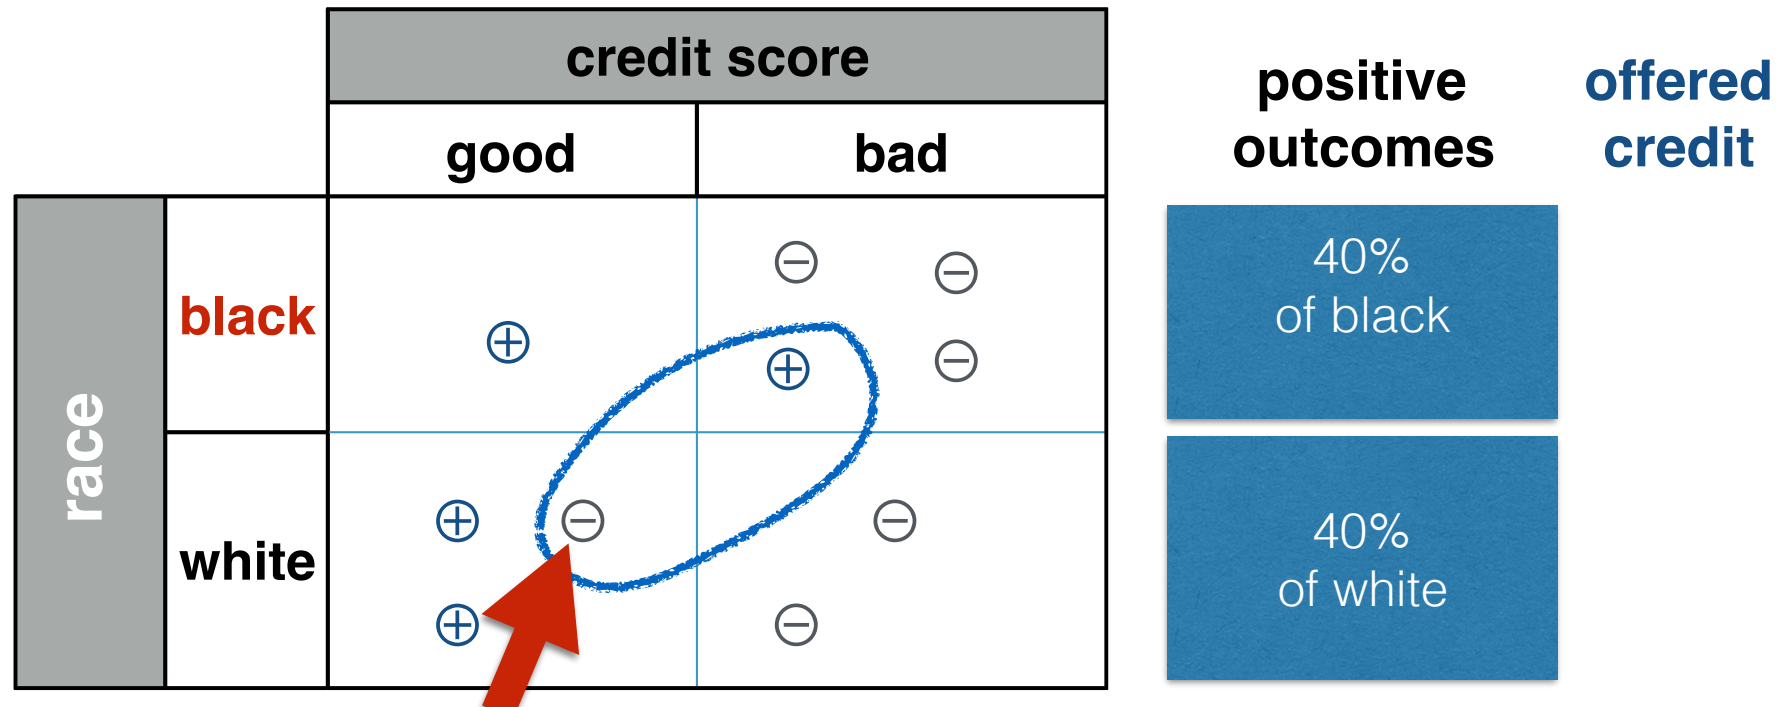 credit score
good
bad
positive
outcomes
offered
credit
race
black
white
40%
of black
40%
of white